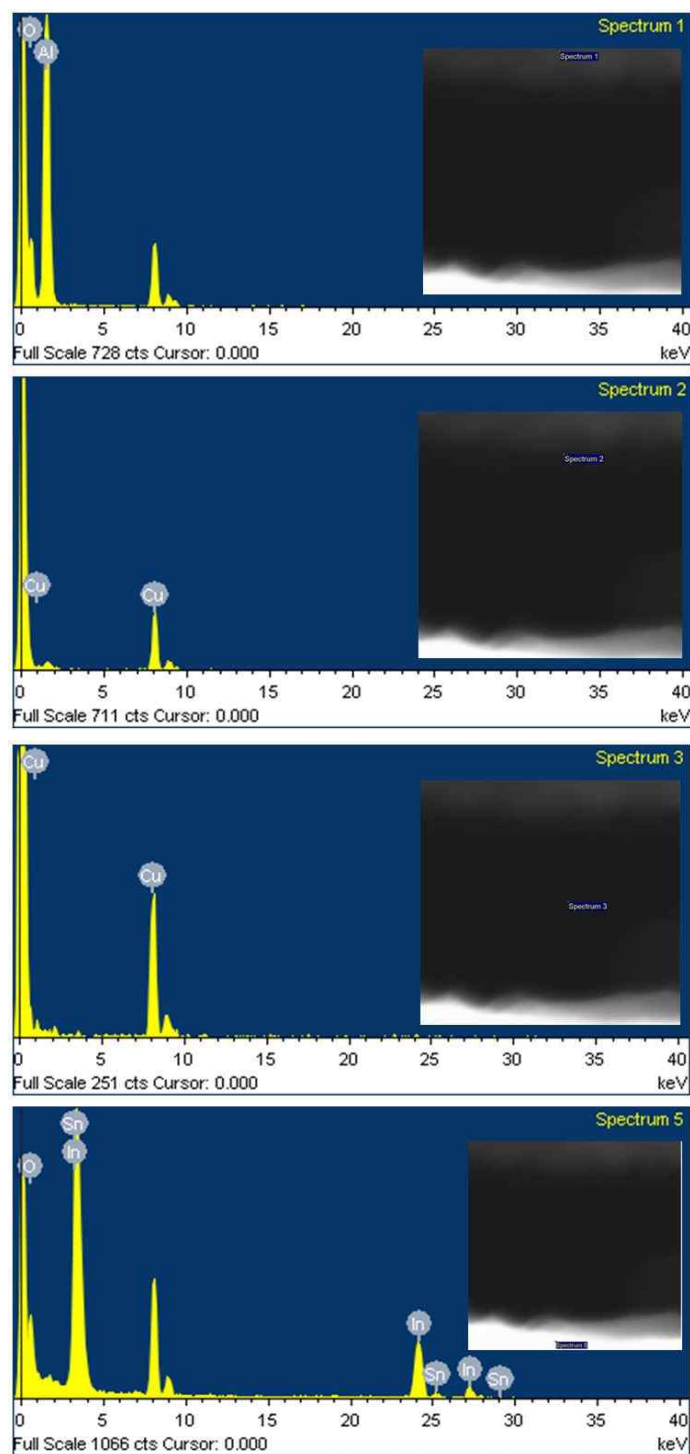 Spectrum 1
O
Al
Spectrum 1
0 5 10 15 20 25 30 35 40
Full Scale 728 cts Cursor: 0.000 keV
Spectrum 2
Spectrum 2
Cu
Cu
0 5 10 15 20 25 30 35 40
Full Scale 711 cts Cursor: 0.000 keV
Spectrum 3
Cu
Cu
Spectrum 3
0 5 10 15 20 25 30 35 40
Full Scale 251 cts Cursor: 0.000 keV
Spectrum 5
Sn
In
O
In
Sn
In
Sn
0 5 10 15 20 25 30 35 40
Full Scale 1066 cts Cursor: 0.000 keV